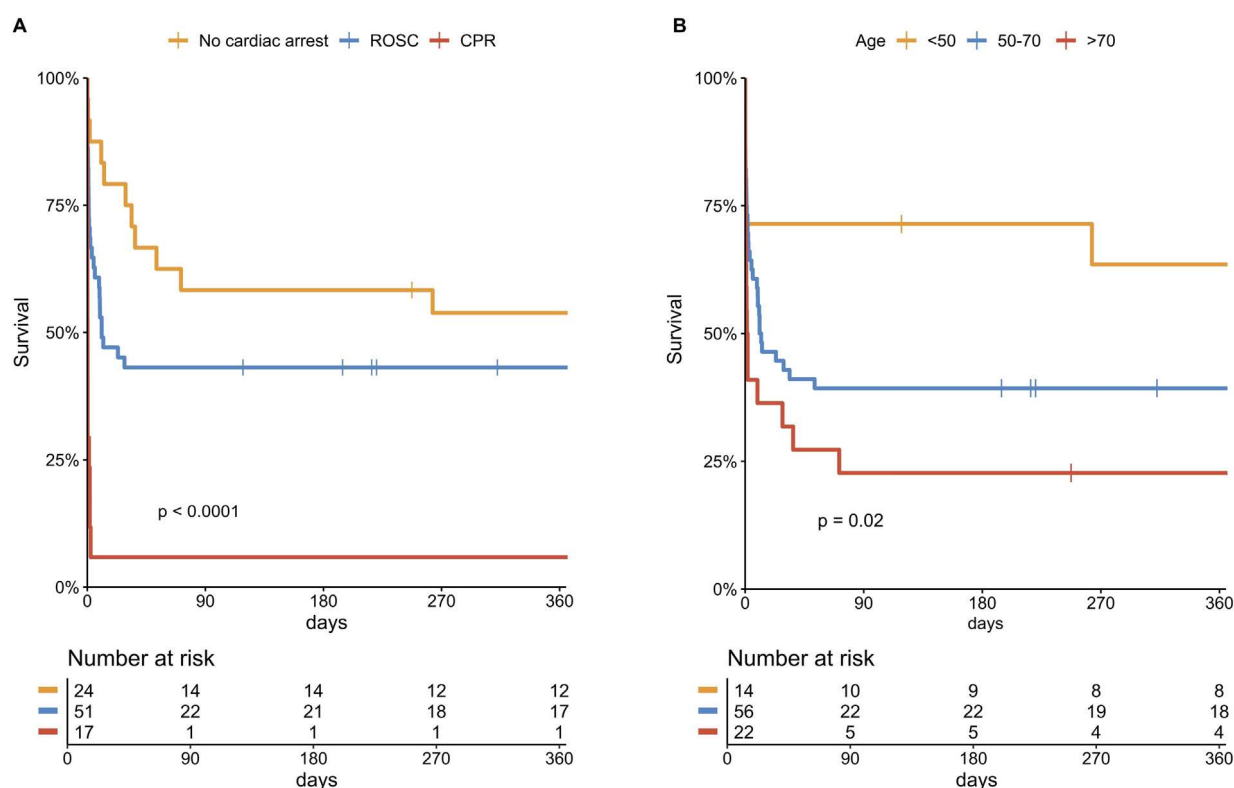 A
No cardiac arrest ROSC CPR
100%
75%
50%
25%
0%
Survival
p < 0.0001
0 90 180 270 360
days
Number at risk
24 14 14 12 12
51 22 21 18 17
17 1 1 1 1
0 90 180 270 360
days
B
Age <50 50-70 >70
100%
75%
50%
25%
0%
Survival
p = 0.02
0 90 180 270 360
days
Number at risk
14 10 9 8 8
56 22 22 19 18
22 5 5 4 4
0 90 180 270 360
days